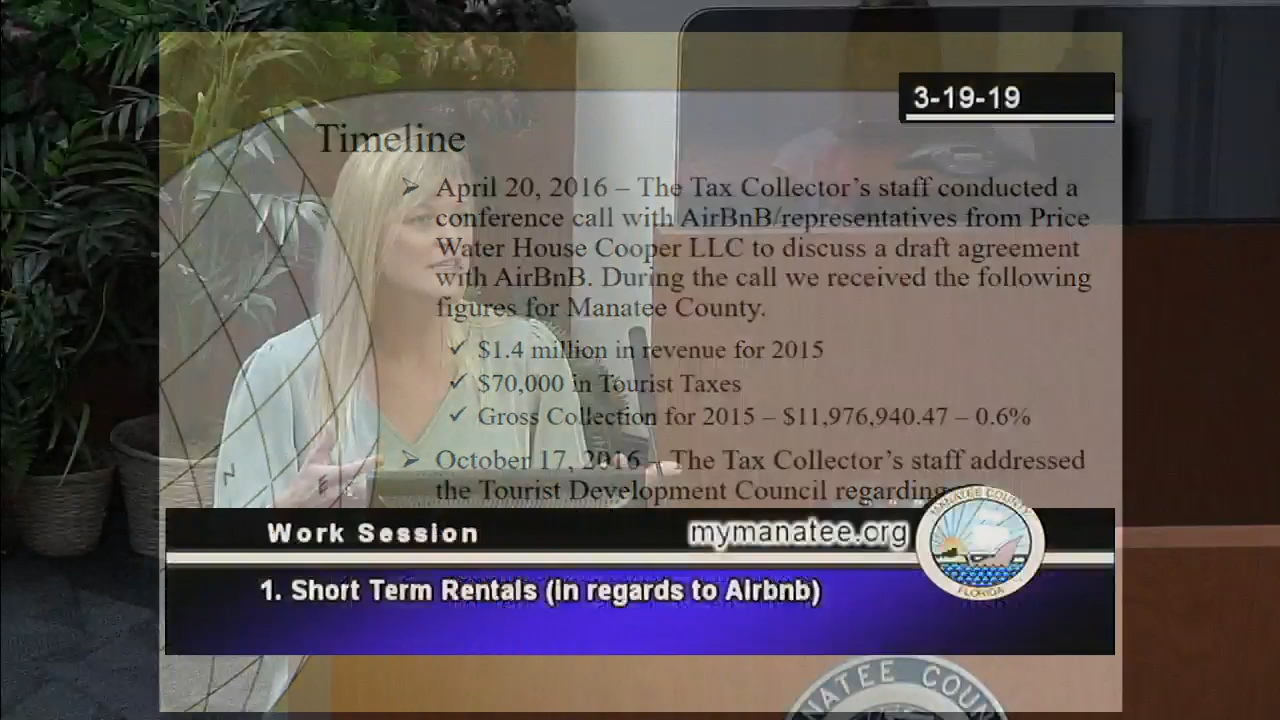 3-19-19
Timeline
➢ April 20, 2016 – The Tax Collector's staff conducted a
conference call with AirBnB/representatives from Price
Water House Cooper LLC to discuss a draft agreement
with AirBnB. During the call we received the following
figures for Manatee County.
✓ $1.4 million in revenue for 2015
✓ $70,000 in Tourist Taxes
✓ Gross Collection for 2015 – $11,976,940.47 – 0.6%
➢ October 17, 2016 – The Tax Collector's staff addressed
the Tourist Development Council regarding
Work Session
mymanatee.org
MANATEE COUNTY
FLORIDA
1. Short Term Rentals (in regards to Airbnb)
NATEE COUN